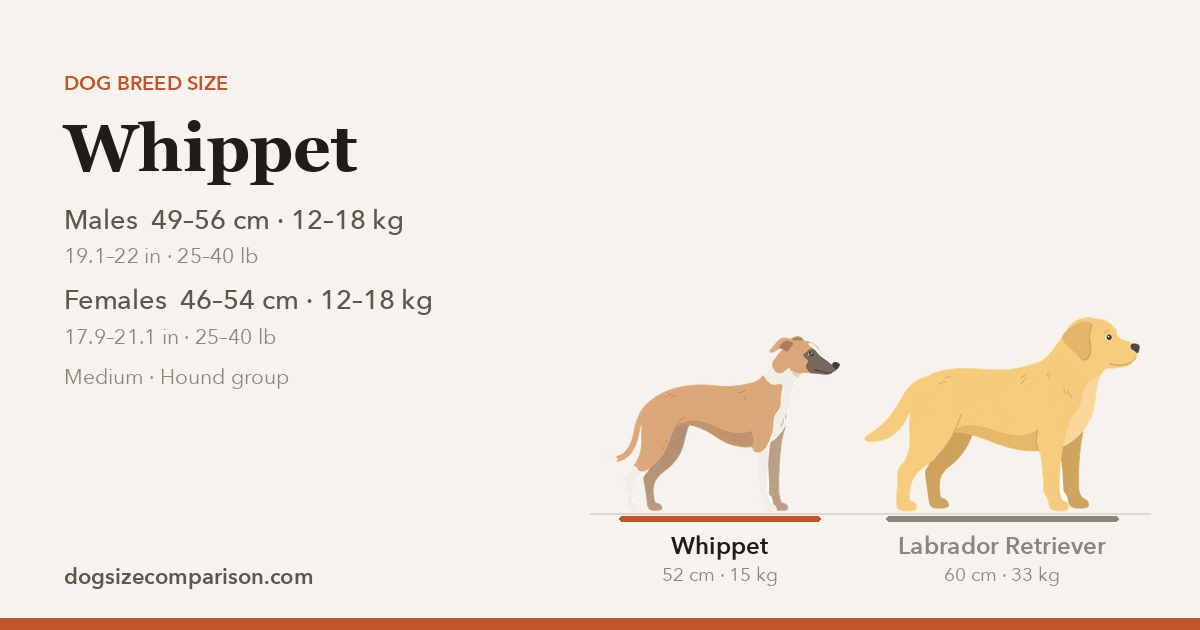 DOG BREED SIZE
Whippet
Males 49–56 cm · 12–18 kg
19.1–22 in · 25–40 lb
Females 46–54 cm · 12–18 kg
17.9–21.1 in · 25–40 lb
Medium · Hound group
Whippet
52 cm · 15 kg
Labrador Retriever
60 cm · 33 kg
dogsizecomparison.com